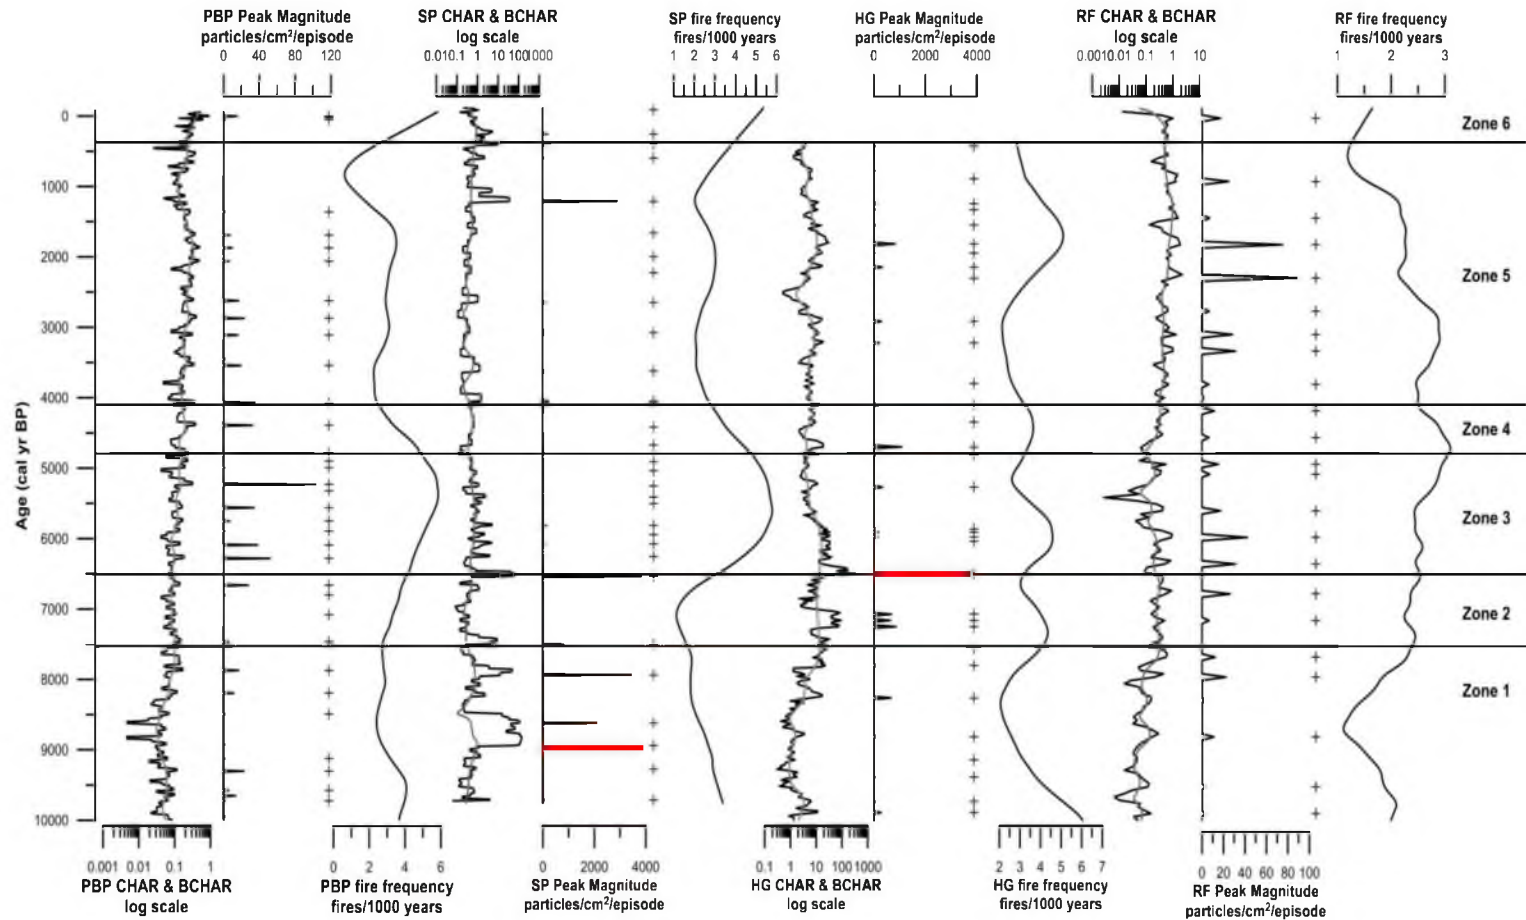 PBP Peak Magnitude
particles/cm²/episode
0 40 80 120
SP CHAR & BCHAR
log scale
0.01 0.1 1 10 100 1000
SP fire frequency
fires/1000 years
1 2 3 4 5 6
HG Peak Magnitude
particles/cm²/episode
0 2000 4000
RF CHAR & BCHAR
log scale
0.001 0.01 0.1 1 10
RF fire frequency
fires/1000 years
1 2 3
Age (cal yr BP)
0
1000
2000
3000
4000
5000
6000
7000
8000
9000
10000
Zone 6
Zone 5
Zone 4
Zone 3
Zone 2
Zone 1
0.001 0.01 0.1 1
PBP CHAR & BCHAR
log scale
0 2 4 6
PBP fire frequency
fires/1000 years
0 2000 4000
SP Peak Magnitude
particles/cm²/episode
0.1 1 10 100 1000
HG CHAR & BCHAR
log scale
2 3 4 5 6 7
HG fire frequency
fires/1000 years
0 20 40 60 80 100
RF Peak Magnitude
particles/cm²/episode